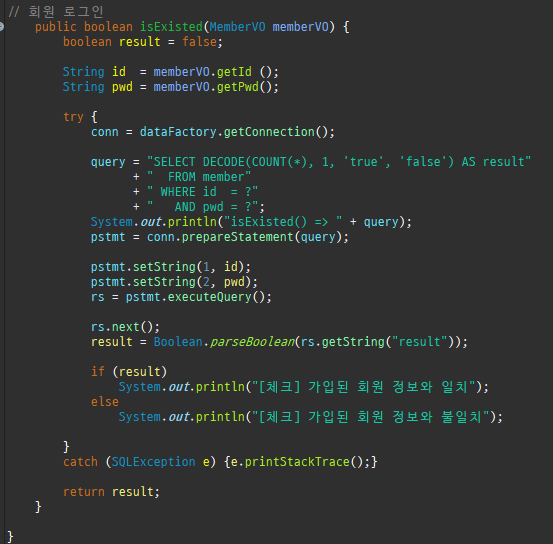 // 회원 로그인
public boolean isExisted(MemberVO memberVO) {
boolean result = false;
String id  = memberVO.getId ();
String pwd = memberVO.getPwd();
try {
conn = dataFactory.getConnection();
query = "SELECT DECODE(COUNT(*), 1, 'true', 'false') AS result"
+ "  FROM member"
+ " WHERE id  = ?"
+ "   AND pwd = ?";
System.out.println("isExisted() => " + query);
pstmt = conn.prepareStatement(query);
pstmt.setString(1, id);
pstmt.setString(2, pwd);
rs = pstmt.executeQuery();
rs.next();
result = Boolean.parseBoolean(rs.getString("result"));
if (result)
System.out.println("[체크] 가입된 회원 정보와 일치");
else
System.out.println("[체크] 가입된 회원 정보와 불일치");
}
catch (SQLException e) {e.printStackTrace();}
return result;
}
}